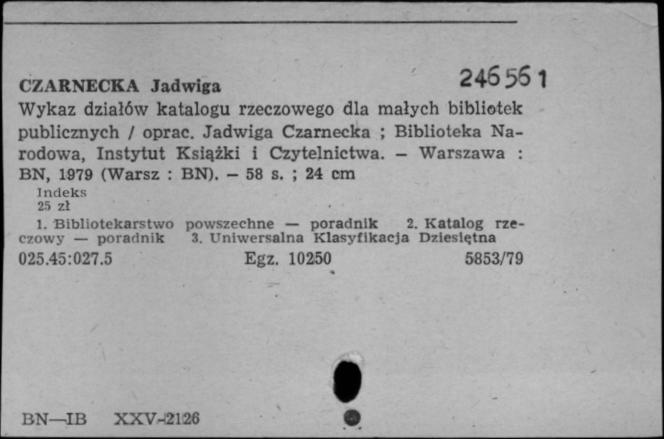 246561
CZARNECKA Jadwiga
Wykaz działów katalogu rzeczowego dla małych bibliotek
publicznych / oprac. Jadwiga Czarnecka ; Biblioteka Na-
rodowa, Instytut Książki i Czytelnictwa. — Warszawa :
BN, 1979 (Warsz : BN). — 58 s. ; 24 cm
Indeks
25 zł
1. Bibliotekarstwo powszechne — poradnik 2. Katalog rze-
czowy — poradnik 3. Uniwersalna Klasyfikacja Dziesiętna
025.45:027.5 Egz. 10250 5853/79
BN—IB XXV-2126